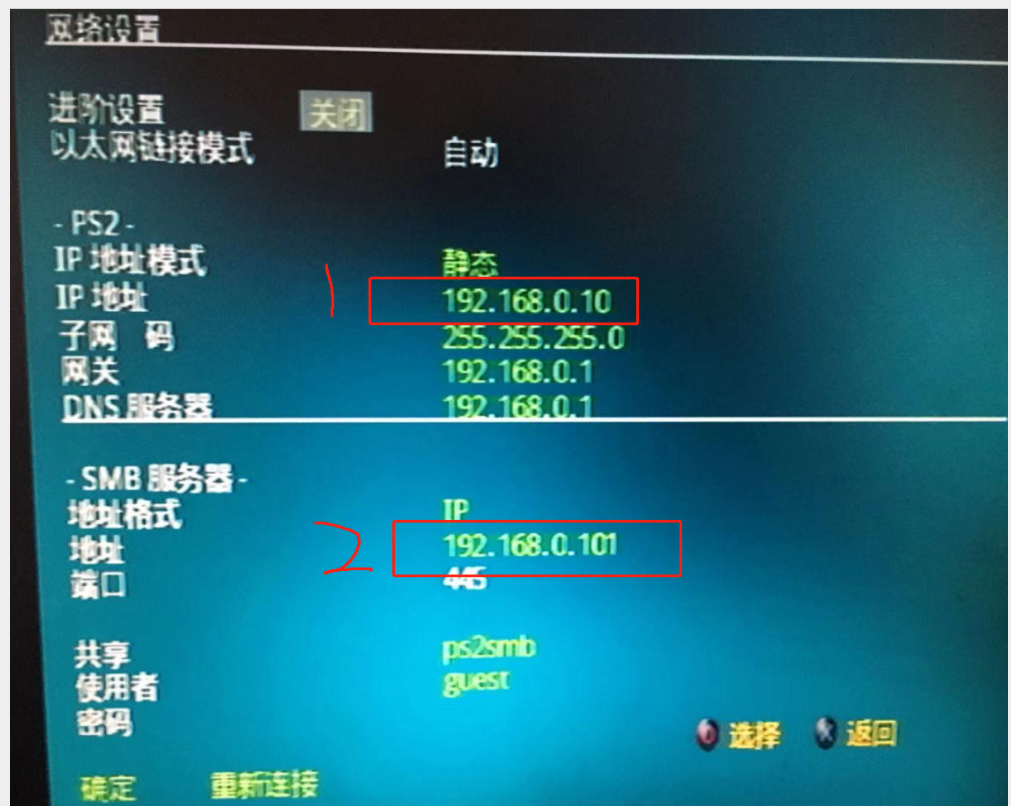 网络设置
进阶设置 关闭
以太网链接模式 自动
- PS2 -
IP 地址模式 静态
1 IP 地址 192.168.0.10
子网 码 255.255.255.0
网关 192.168.0.1
DNS 服务器 192.168.0.1
- SMB 服务器 -
地址格式 IP
2 地址 192.168.0.101
端口 445
共享 ps2smb
使用者 guest
密码
选择 返回
确定 重新连接